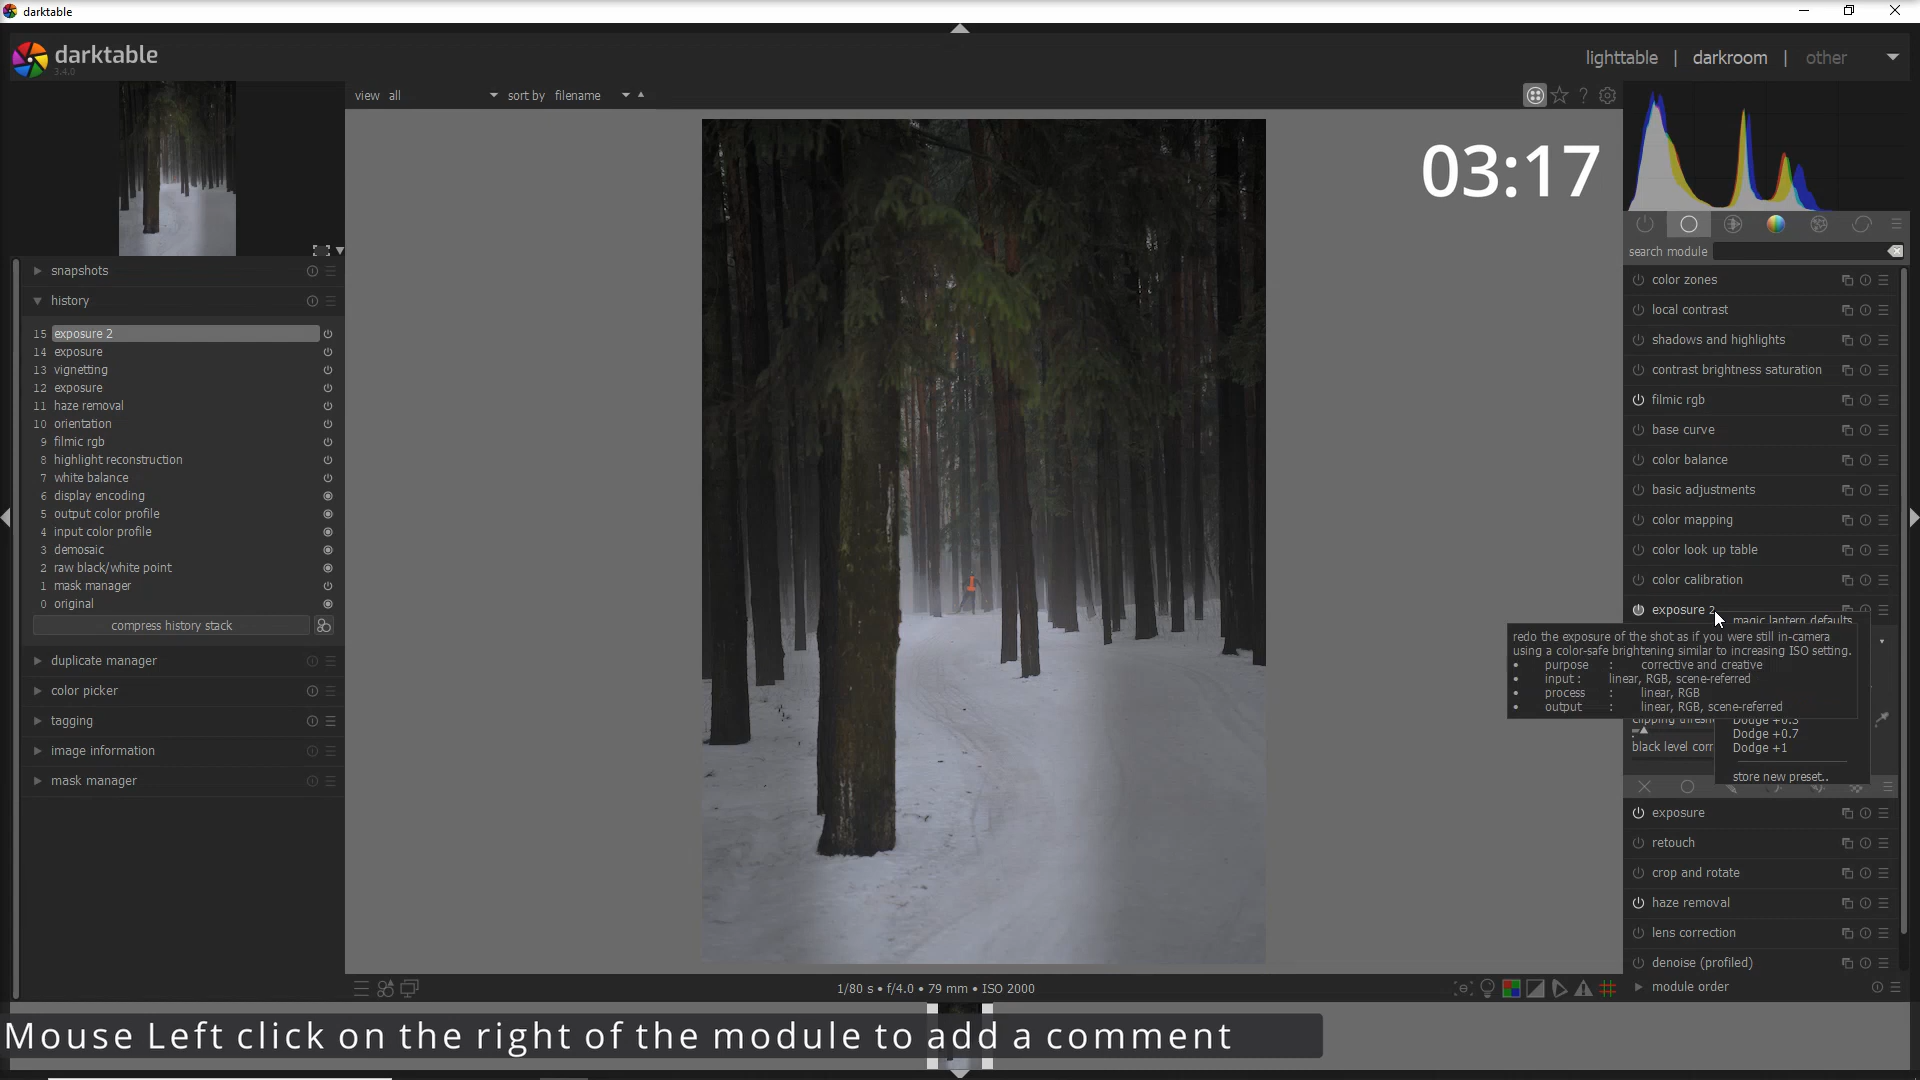 darktable
darktable
3.4.0
lighttable | darkroom | other
view all
sort by filename
?
03:17
search module
snapshots
history
15 exposure 2
14 exposure
13 vignetting
12 exposure
11 haze removal
10 orientation
9 filmic rgb
8 highlight reconstruction
7 white balance
6 display encoding
5 output color profile
4 input color profile
3 demosaic
2 raw black/white point
1 mask manager
0 original
compress history stack
duplicate manager
color picker
tagging
image information
mask manager
color zones
local contrast
shadows and highlights
contrast brightness saturation
filmic rgb
base curve
color balance
basic adjustments
color mapping
color look up table
color calibration
exposure 2
magic lantern defaults
redo the exposure of the shot as if you were still in-camera
using a color-safe brightening similar to increasing ISO setting.
• purpose : corrective and creative
• input : linear, RGB, scene-referred
• process : linear, RGB
• output : linear, RGB, scene-referred
Dodge +0.3
Dodge +0.7
black level corr
Dodge +1
store new preset..
exposure
retouch
crop and rotate
haze removal
lens correction
denoise (profiled)
module order
1/80 s • f/4.0 • 79 mm • ISO 2000
Mouse Left click on the right of the module to add a comment